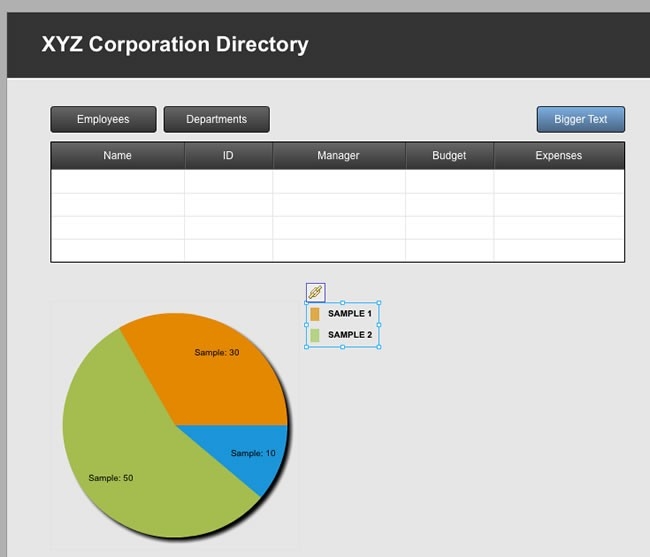 XYZ Corporation Directory
Employees Departments Bigger Text
Name ID Manager Budget Expenses
SAMPLE 1
SAMPLE 2
Sample: 30
Sample: 10
Sample: 50